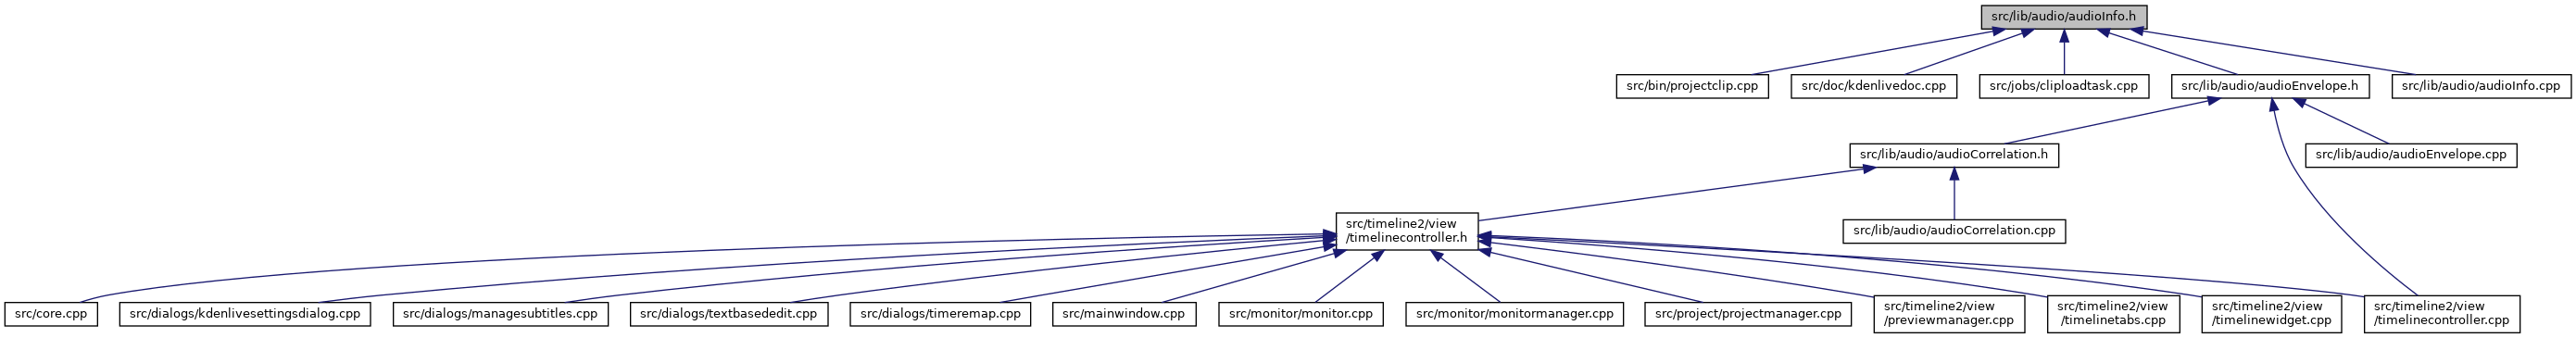 src/lib/audio/audioInfo.h
src/bin/projectclip.cpp
src/doc/kdenlivedoc.cpp
src/jobs/cliploadtask.cpp
src/lib/audio/audioEnvelope.h
src/lib/audio/audioInfo.cpp
src/lib/audio/audioCorrelation.h
src/lib/audio/audioEnvelope.cpp
src/timeline2/view
/timelinecontroller.h
src/lib/audio/audioCorrelation.cpp
src/core.cpp
src/dialogs/kdenlivesettingsdialog.cpp
src/dialogs/managesubtitles.cpp
src/dialogs/textbasededit.cpp
src/dialogs/timeremap.cpp
src/mainwindow.cpp
src/monitor/monitor.cpp
src/monitor/monitormanager.cpp
src/project/projectmanager.cpp
src/timeline2/view
/previewmanager.cpp
src/timeline2/view
/timelinetabs.cpp
src/timeline2/view
/timelinewidget.cpp
src/timeline2/view
/timelinecontroller.cpp